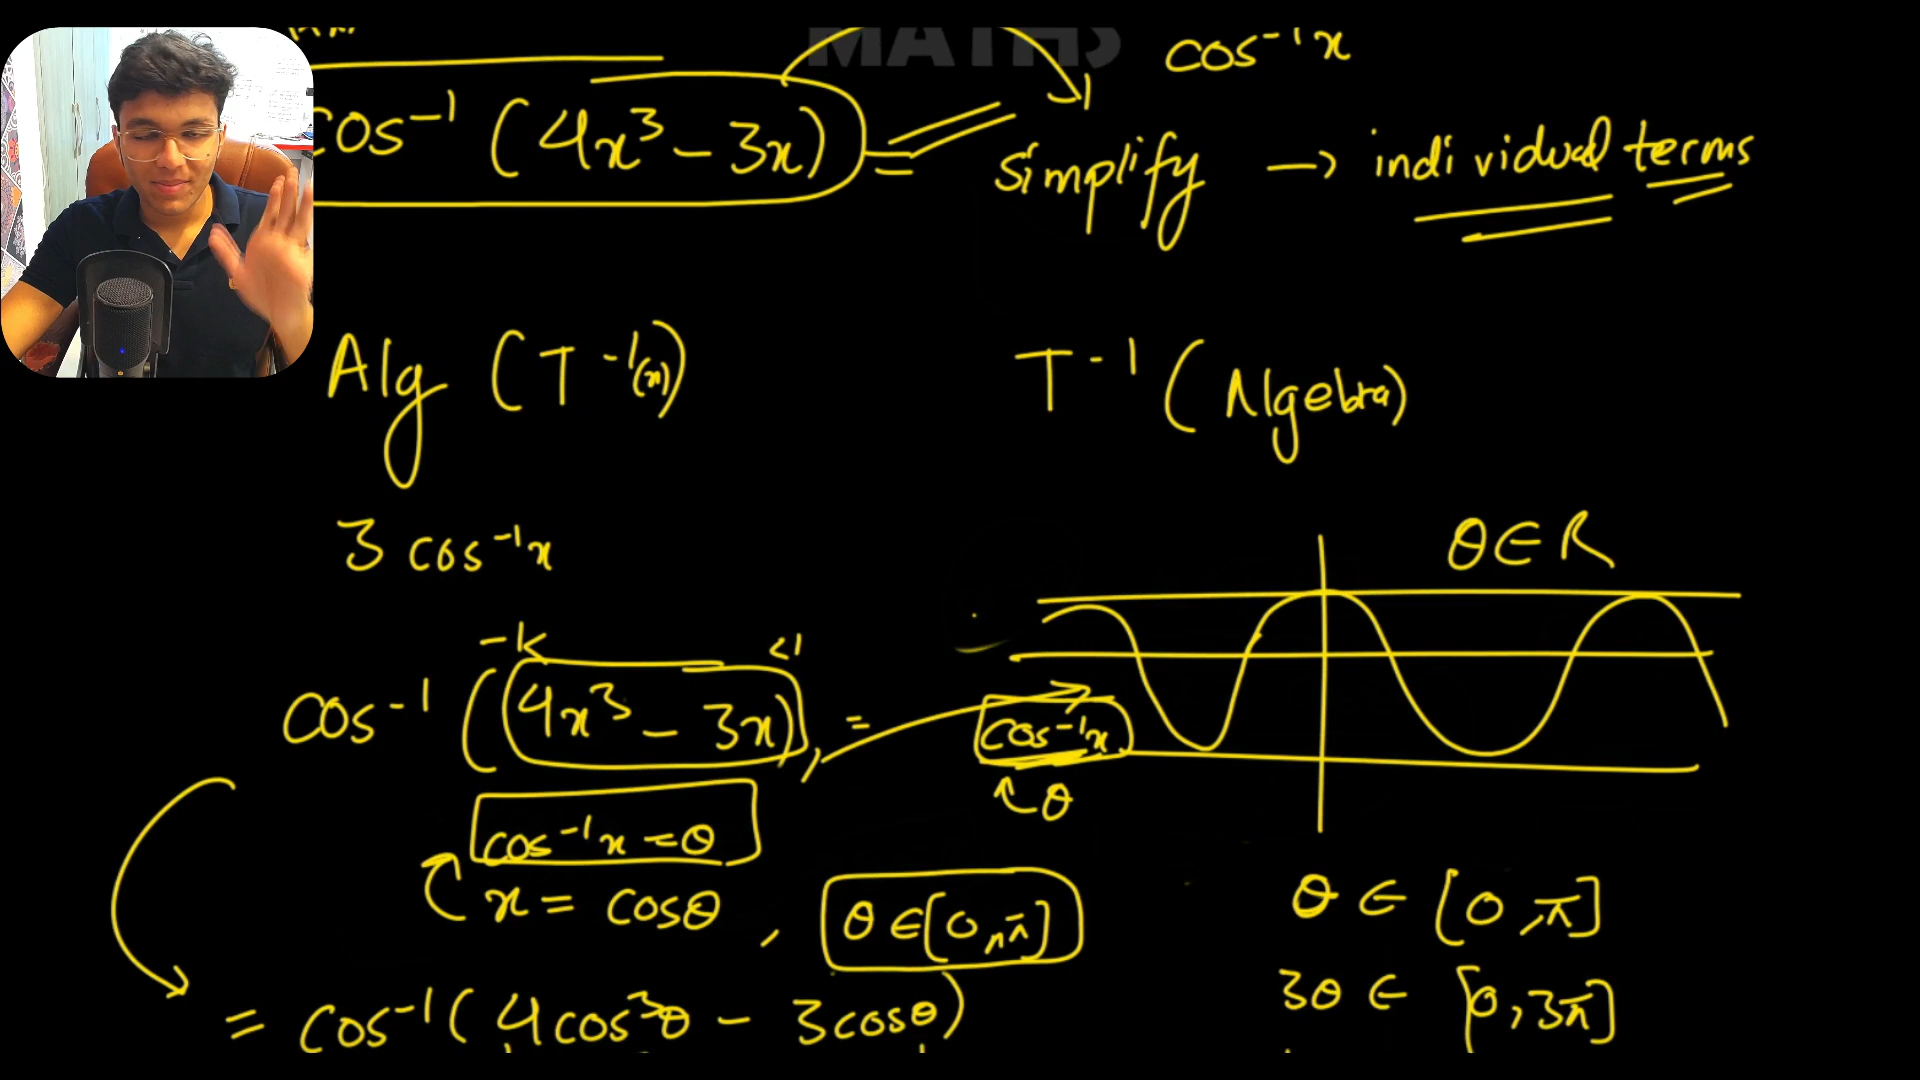 MATHS
cos⁻¹x
cos⁻¹ (4x³ – 3x) =
simplify → individual terms
Alg (T⁻¹(x))
T⁻¹ (Algebra)
3 cos⁻¹x
θ ∈ R
-1< <1
cos⁻¹ (4x³ – 3x), = cos⁻¹x
θ
cos⁻¹x = θ
x = cosθ , θ ∈ [0, π]
θ ∈ [0, π]
3θ ∈ [0, 3π]
= cos⁻¹( 4cos³θ – 3cosθ)